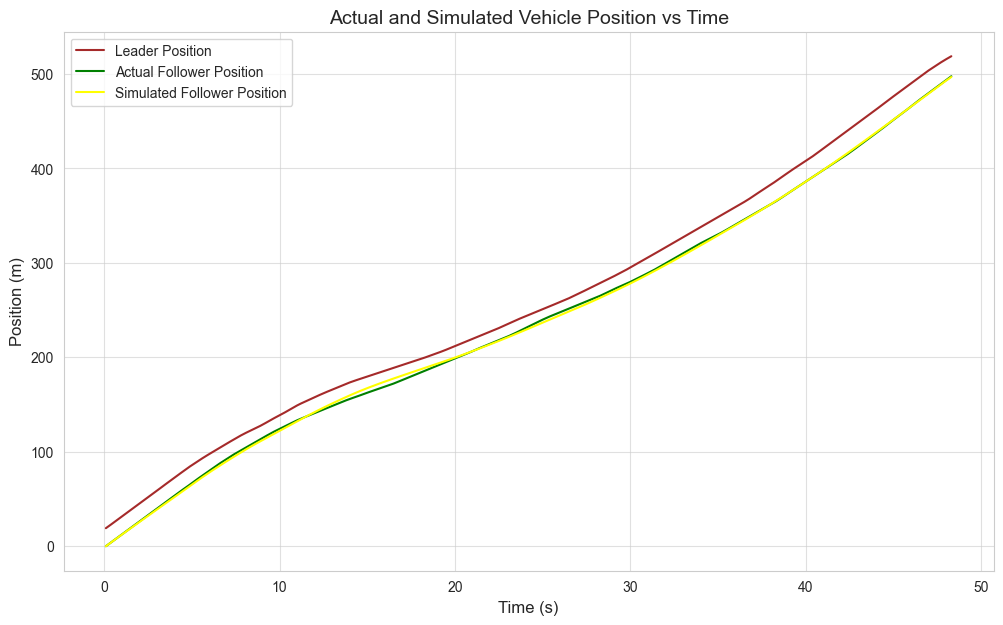 Actual and Simulated Vehicle Position vs Time
Leader Position
Actual Follower Position
Simulated Follower Position
Position (m)
500
400
300
200
100
0
0
10
20
30
40
50
Time (s)